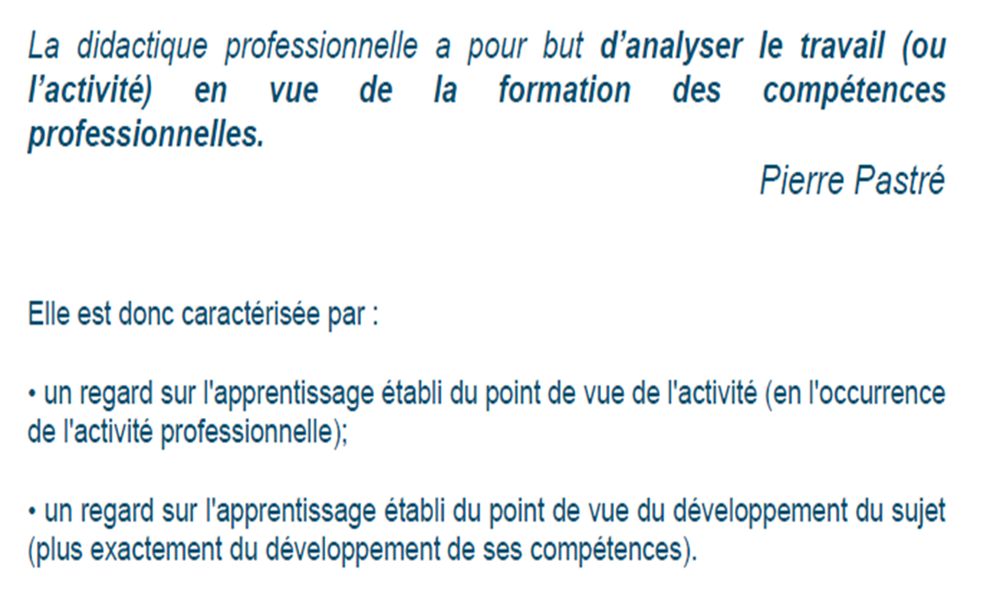 La didactique professionnelle a pour but d’analyser le travail (ou
l’activité) en vue de la formation des compétences
professionnelles.
Pierre Pastré
Elle est donc caractérisée par :
• un regard sur l'apprentissage établi du point de vue de l'activité (en l'occurrence
de l'activité professionnelle);
• un regard sur l'apprentissage établi du point de vue du développement du sujet
(plus exactement du développement de ses compétences).